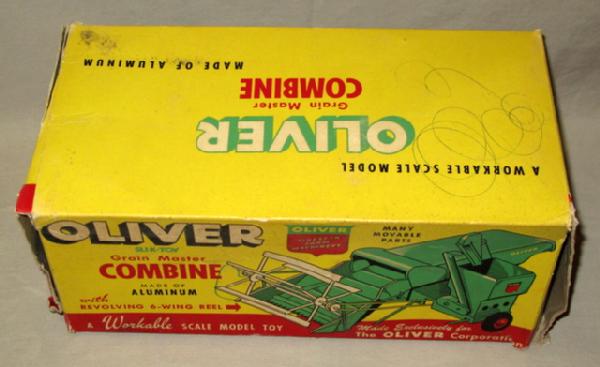 A WORKABLE SCALE MODEL
OLIVER
Grain Master
COMBINE
MADE OF ALUMINUM
OLIVER
SLIK-TOY
Grain Master
COMBINE
MADE OF
ALUMINUM
with
REVOLVING 6-WING REEL
A Workable SCALE MODEL TOY
OLIVER
MACHINERY
MANY
MOVABLE
PARTS
OLIVER
Made Exclusively for
The OLIVER Corporation